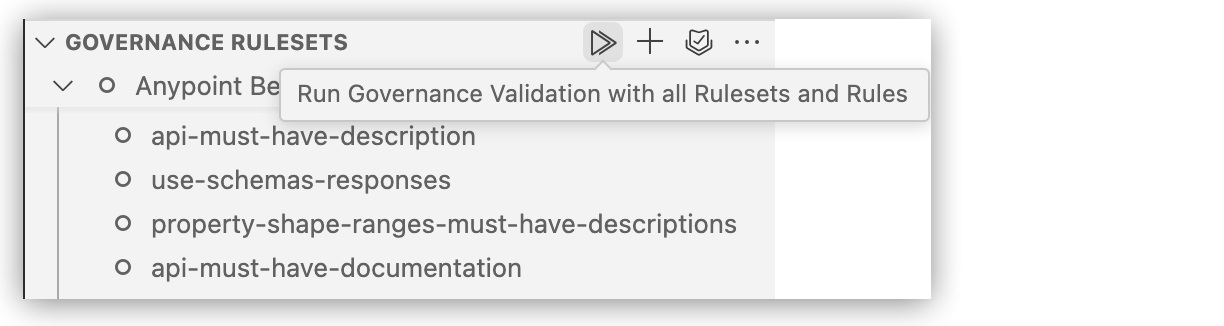 GOVERNANCE RULESETS
Anypoint Be
Run Governance Validation with all Rulesets and Rules
api-must-have-description
use-schemas-responses
property-shape-ranges-must-have-descriptions
api-must-have-documentation